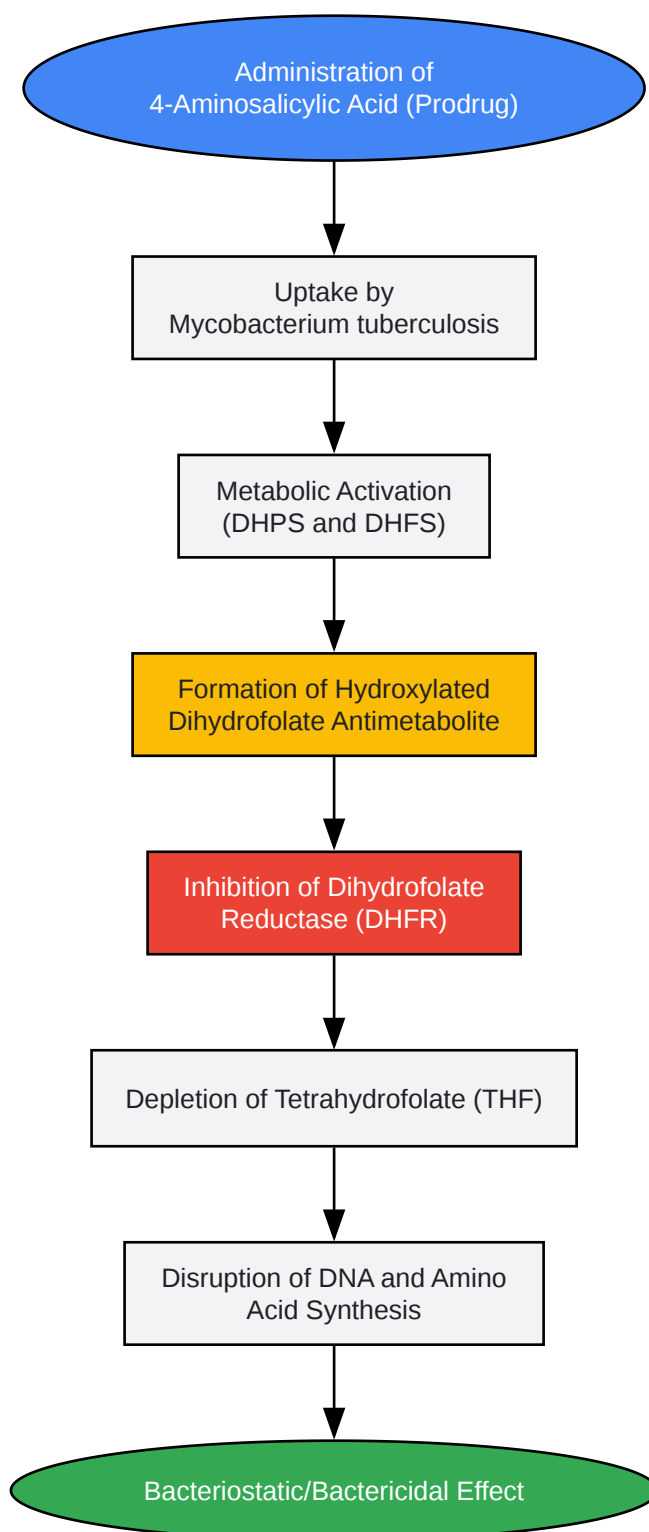 Administration of
4-Aminosalicylic Acid (Prodrug)
Uptake by
Mycobacterium tuberculosis
Metabolic Activation
(DHPS and DHFS)
Formation of Hydroxylated
Dihydrofolate Antimetabolite
Inhibition of Dihydrofolate
Reductase (DHFR)
Depletion of Tetrahydrofolate (THF)
Disruption of DNA and Amino
Acid Synthesis
Bacteriostatic/Bactericidal Effect